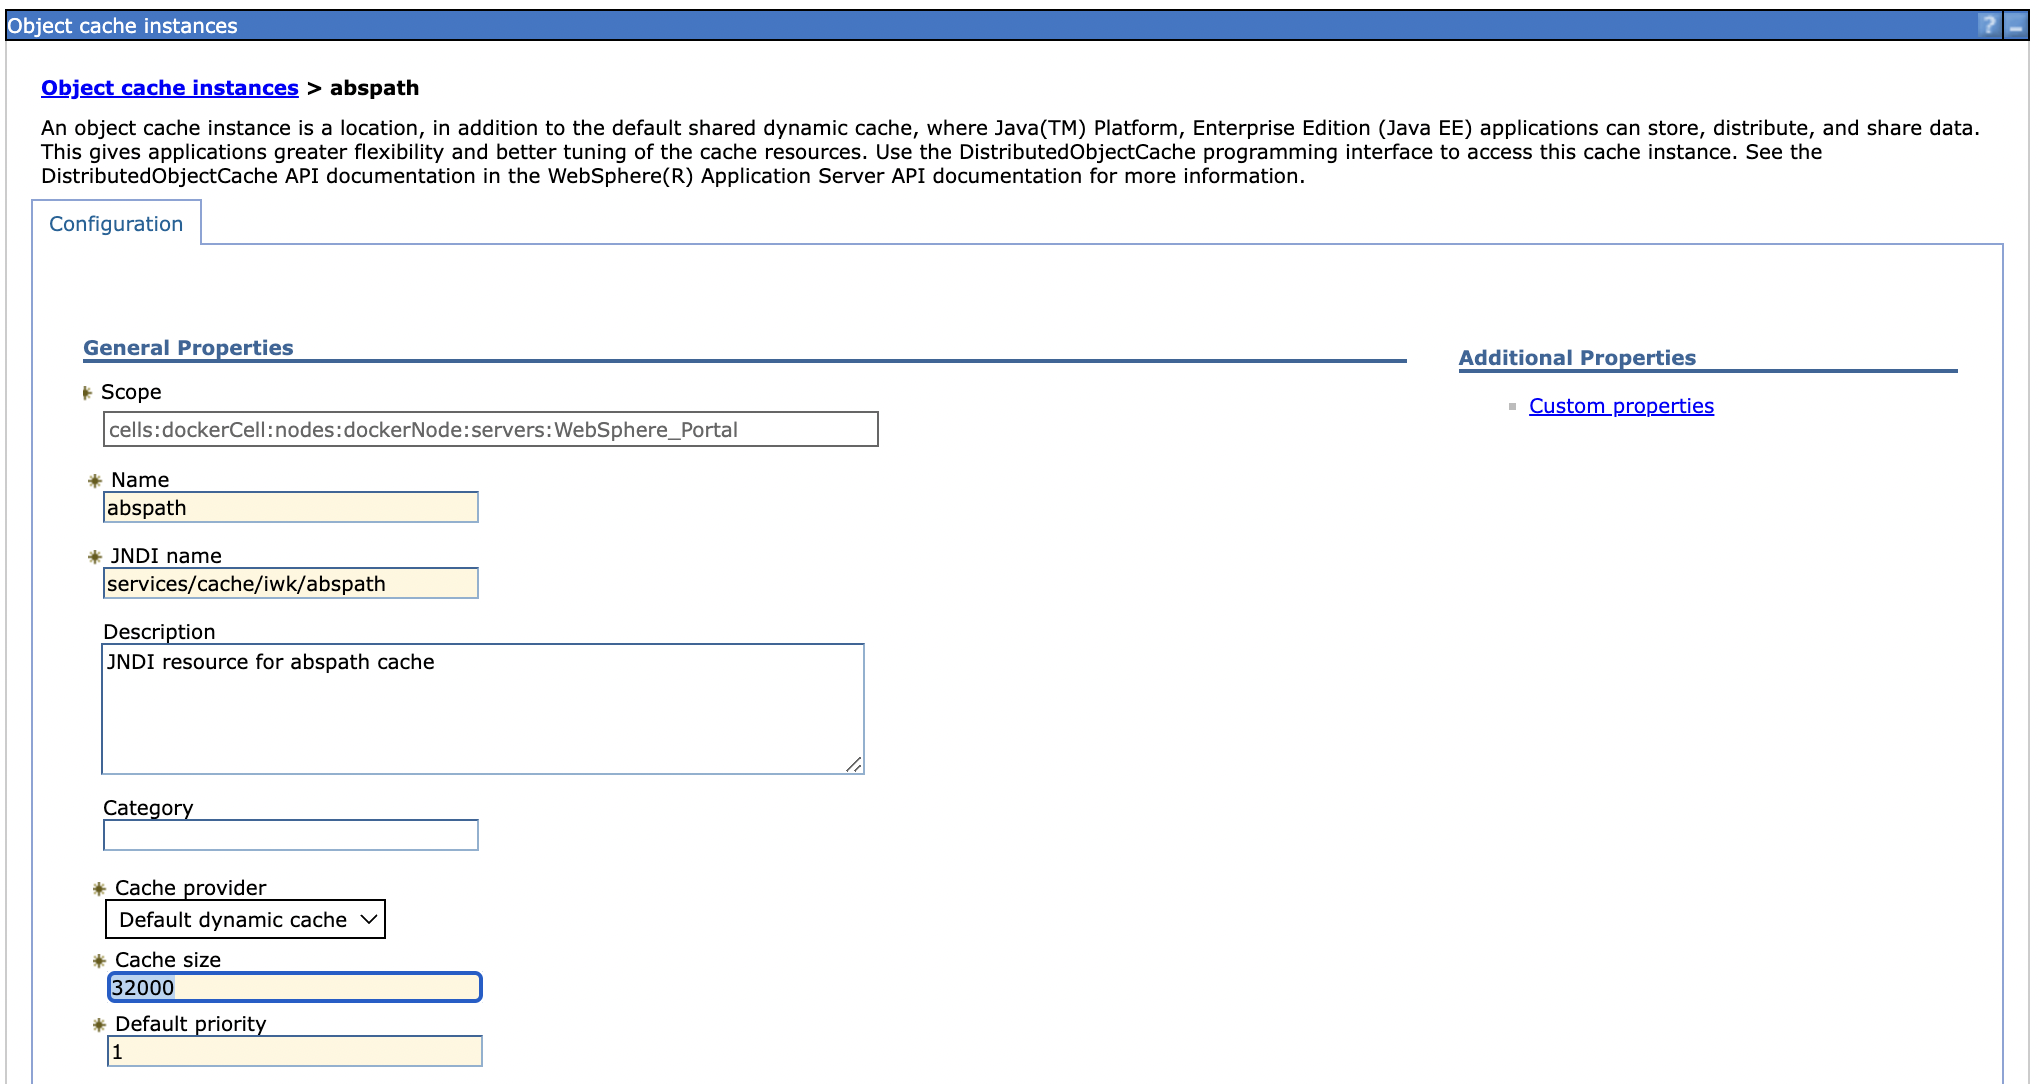 Object cache instances
?
Object cache instances > abspath
An object cache instance is a location, in addition to the default shared dynamic cache, where Java(TM) Platform, Enterprise Edition (Java EE) applications can store, distribute, and share data.
This gives applications greater flexibility and better tuning of the cache resources. Use the DistributedObjectCache programming interface to access this cache instance. See the
DistributedObjectCache API documentation in the WebSphere(R) Application Server API documentation for more information.
Configuration
General Properties
Scope
cells:dockerCell:nodes:dockerNode:servers:WebSphere_Portal
Name
abspath
JNDI name
services/cache/iwk/abspath
Description
JNDI resource for abspath cache
Category
Cache provider
Default dynamic cache
Cache size
32000
Default priority
1
Additional Properties
Custom properties